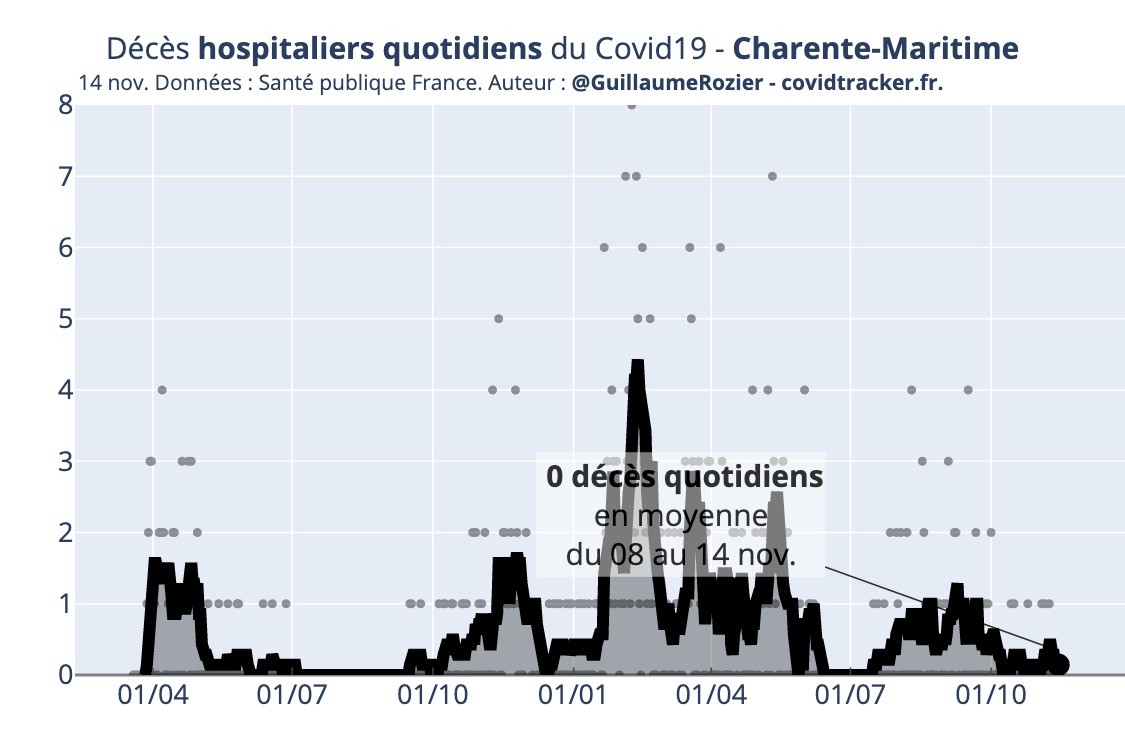 Décès hospitaliers quotidiens du Covid19 - Charente-Maritime
14 nov. Données : Santé publique France. Auteur : @GuillaumeRozier - covidtracker.fr.
8
7
6
5
4
3
2
1
0
0 décès quotidiens
en moyenne
du 08 au 14 nov.
01/04 01/07 01/10 01/01 01/04 01/07 01/10